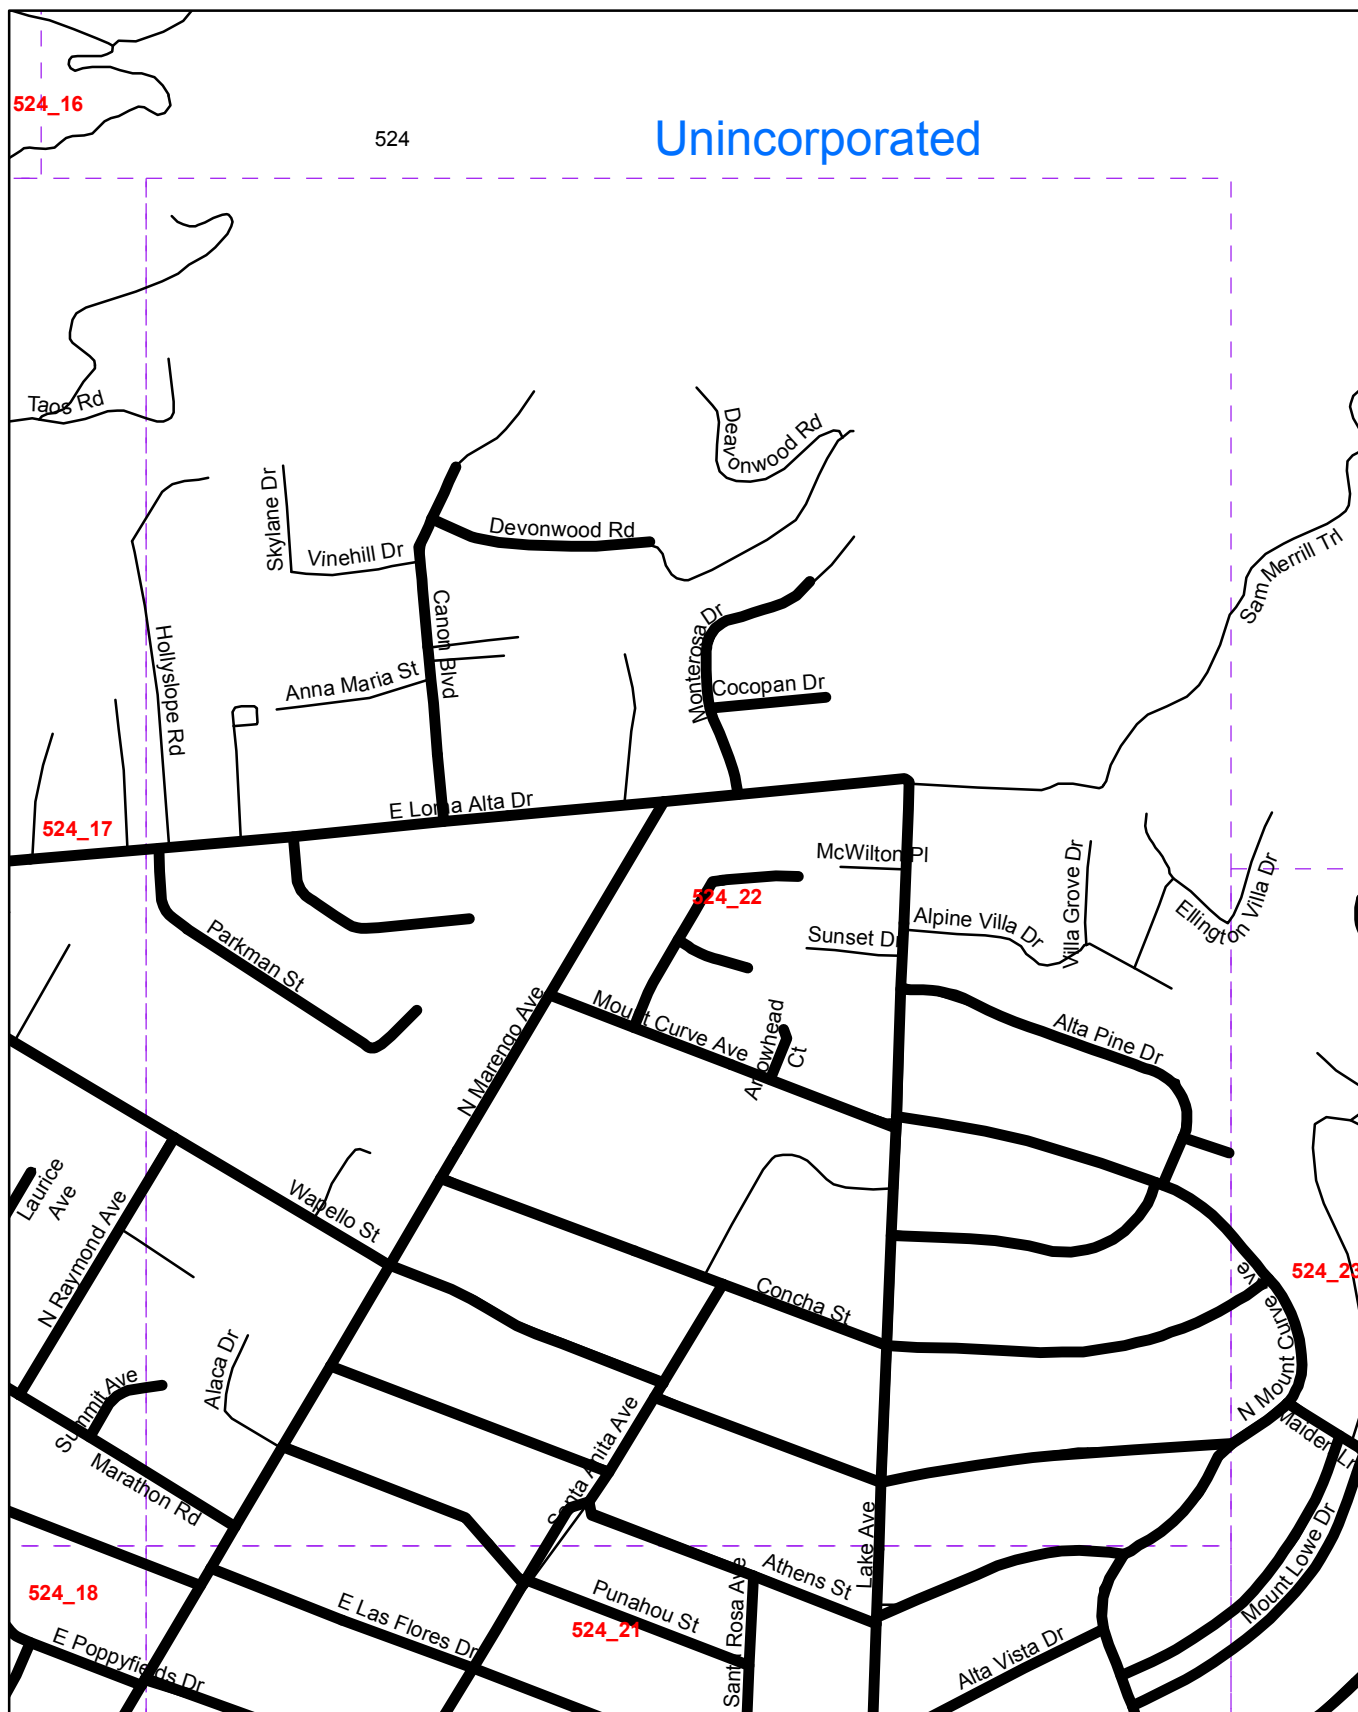 524_16
524
Unincorporated
Taos Rd
Deavonwood Rd
Skylane Dr
Devonwood Rd
Vinehill Dr
Sam Merrill Trl
Canon Blvd
Monterosa Dr
Hollyslope Rd
Anna Maria St
Cocopan Dr
E Loma Alta Dr
524_17
McWilton Pl
Villa Grove Dr
Ellington Villa Dr
524_22
Alpine Villa Dr
Sunset Dr
Parkman St
N Marengo Ave
Mount Curve Ave
Arrowhead
Ct
Alta Pine Dr
Laurice
Ave
N Raymond Ave
Wapello St
Concha St
524_23
N Mount Curve Ave
Alaca Dr
Summit Ave
Santa Anita Ave
Maiden Ln
Marathon Rd
Lake Ave
Mount Lowe Dr
Athens St
524_18
Punahou St
Santa Rosa Ave
E Las Flores Dr
524_21
E Poppyfields Dr
Alta Vista Dr